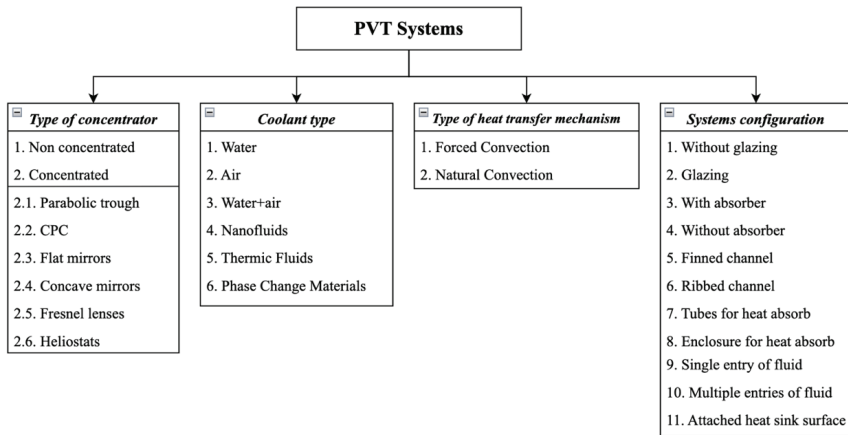 PVT Systems
Type of concentrator
1. Non concentrated
2. Concentrated
2.1. Parabolic trough
2.2. CPC
2.3. Flat mirrors
2.4. Concave mirrors
2.5. Fresnel lenses
2.6. Heliostats
Coolant type
1. Water
2. Air
3. Water+air
4. Nanofluids
5. Thermic Fluids
6. Phase Change Materials
Type of heat transfer mechanism
1. Forced Convection
2. Natural Convection
Systems configuration
1. Without glazing
2. Glazing
3. With absorber
4. Without absorber
5. Finned channel
6. Ribbed channel
7. Tubes for heat absorb
8. Enclosure for heat absorb
9. Single entry of fluid
10. Multiple entries of fluid
11. Attached heat sink surface